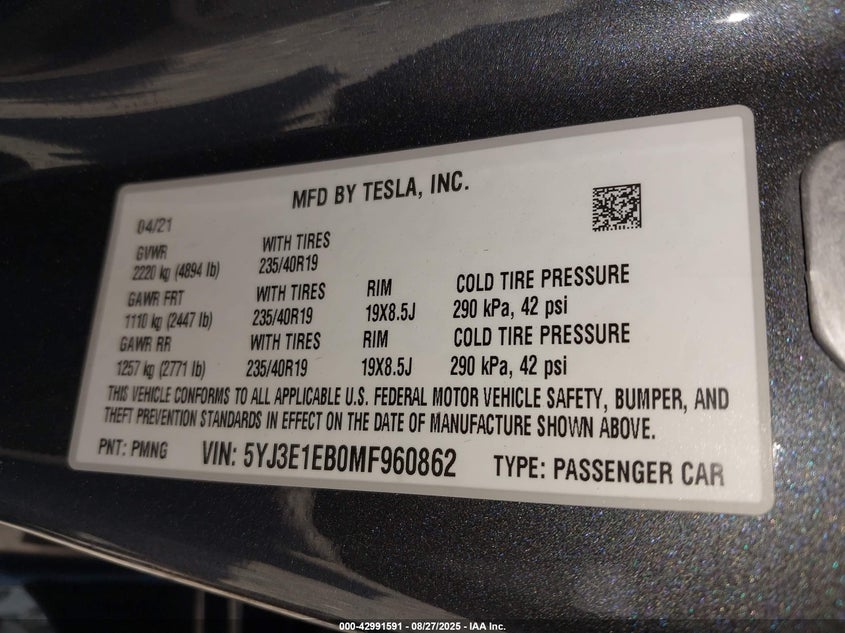 MFD BY TESLA, INC.
04/21
GVWR WITH TIRES
2220 kg (4894 lb) 235/40R19
GAWR FRT WITH TIRES RIM COLD TIRE PRESSURE
1110 kg (2447 lb) 235/40R19 19X8.5J 290 kPa, 42 psi
GAWR RR WITH TIRES RIM COLD TIRE PRESSURE
1257 kg (2771 lb) 235/40R19 19X8.5J 290 kPa, 42 psi
THIS VEHICLE CONFORMS TO ALL APPLICABLE U.S. FEDERAL MOTOR VEHICLE SAFETY, BUMPER, AND
THEFT PREVENTION STANDARDS IN EFFECT ON THE DATE OF MANUFACTURE SHOWN ABOVE.
PNT: PMNG VIN: 5YJ3E1EB0MF960862 TYPE: PASSENGER CAR
000-42991591 - 08/27/2025 - IAA Inc.